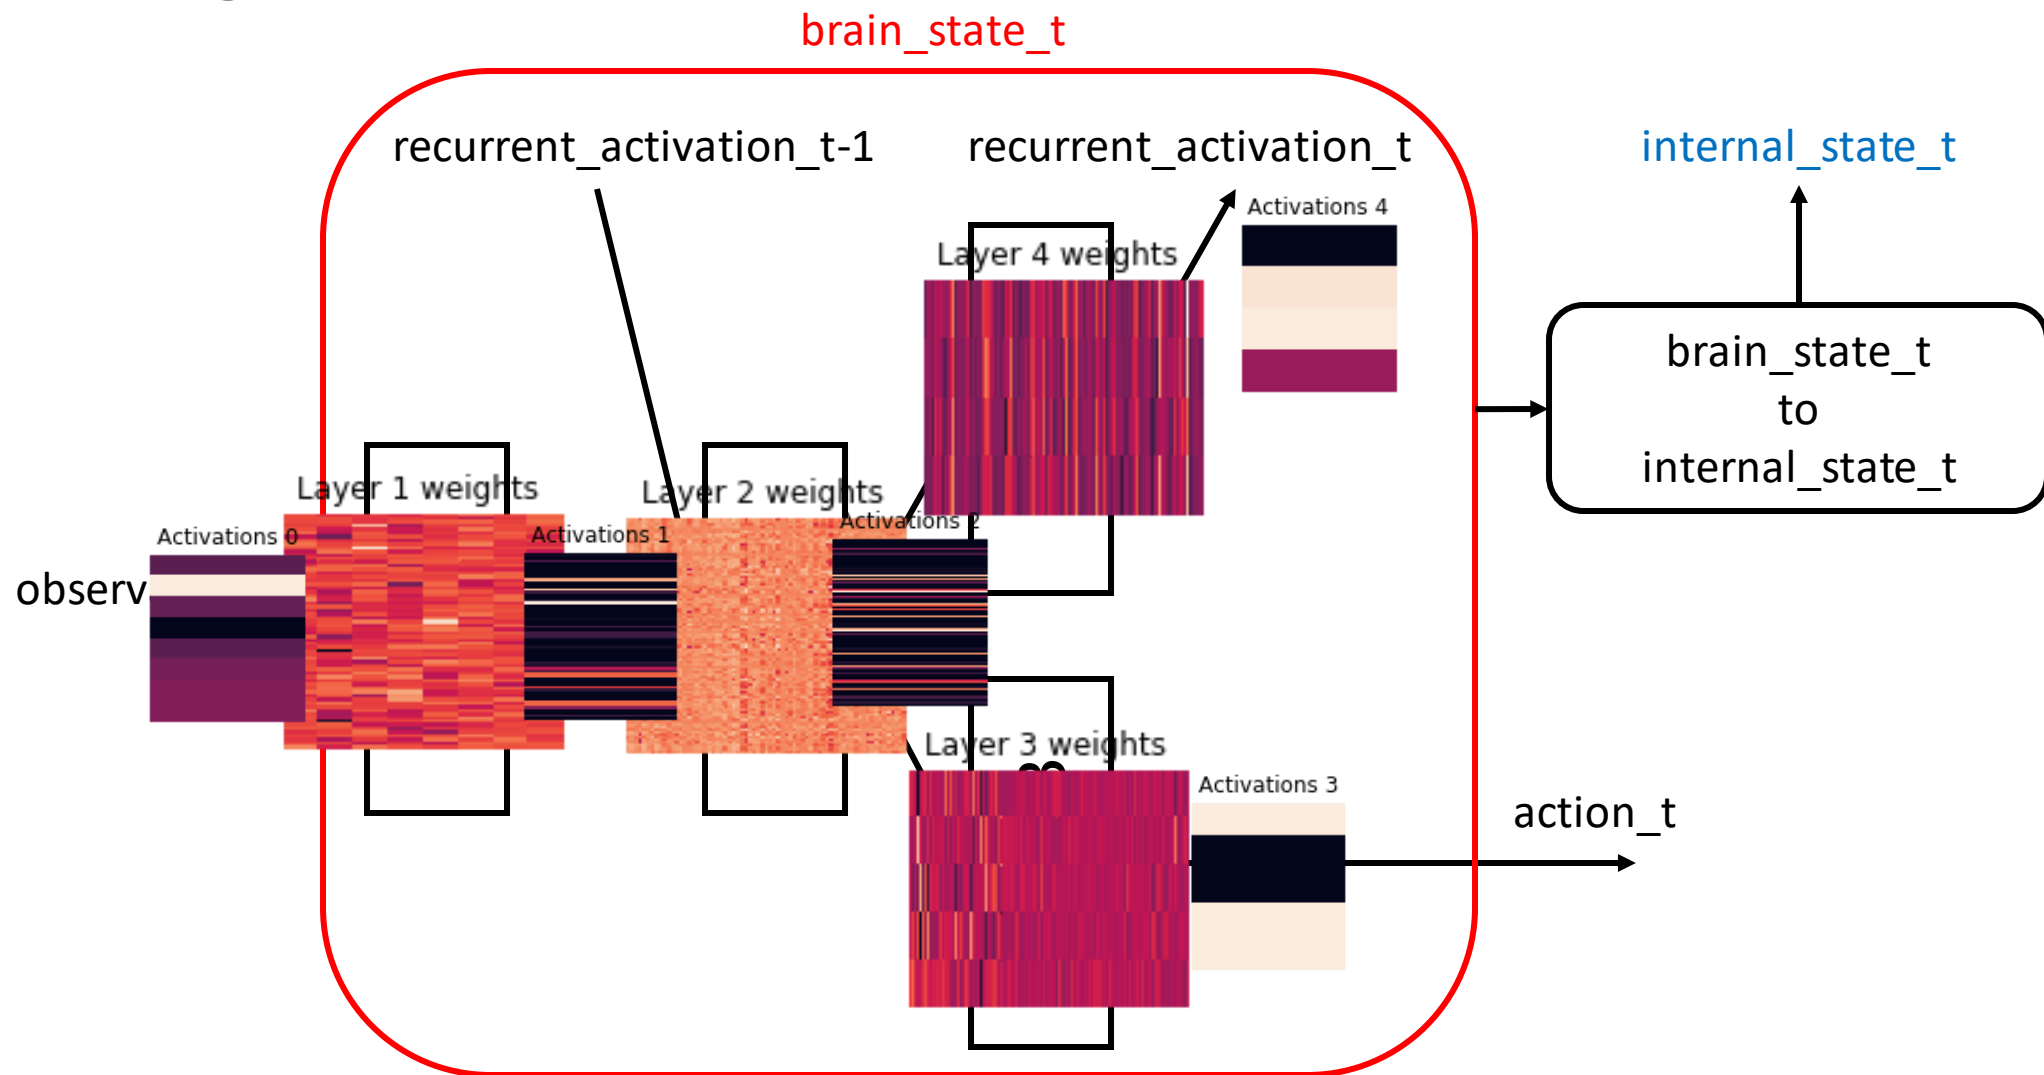 brain_state_t
recurrent_activation_t-1
recurrent_activation_t
internal_state_t
Activations 4
Layer 4 weights
brain_state_t
to
internal_state_t
Layer 1 weights
Layer 2 weights
Activations 0
Activations 1
Activations 2
observ
Layer 3 weights
Activations 3
action_t